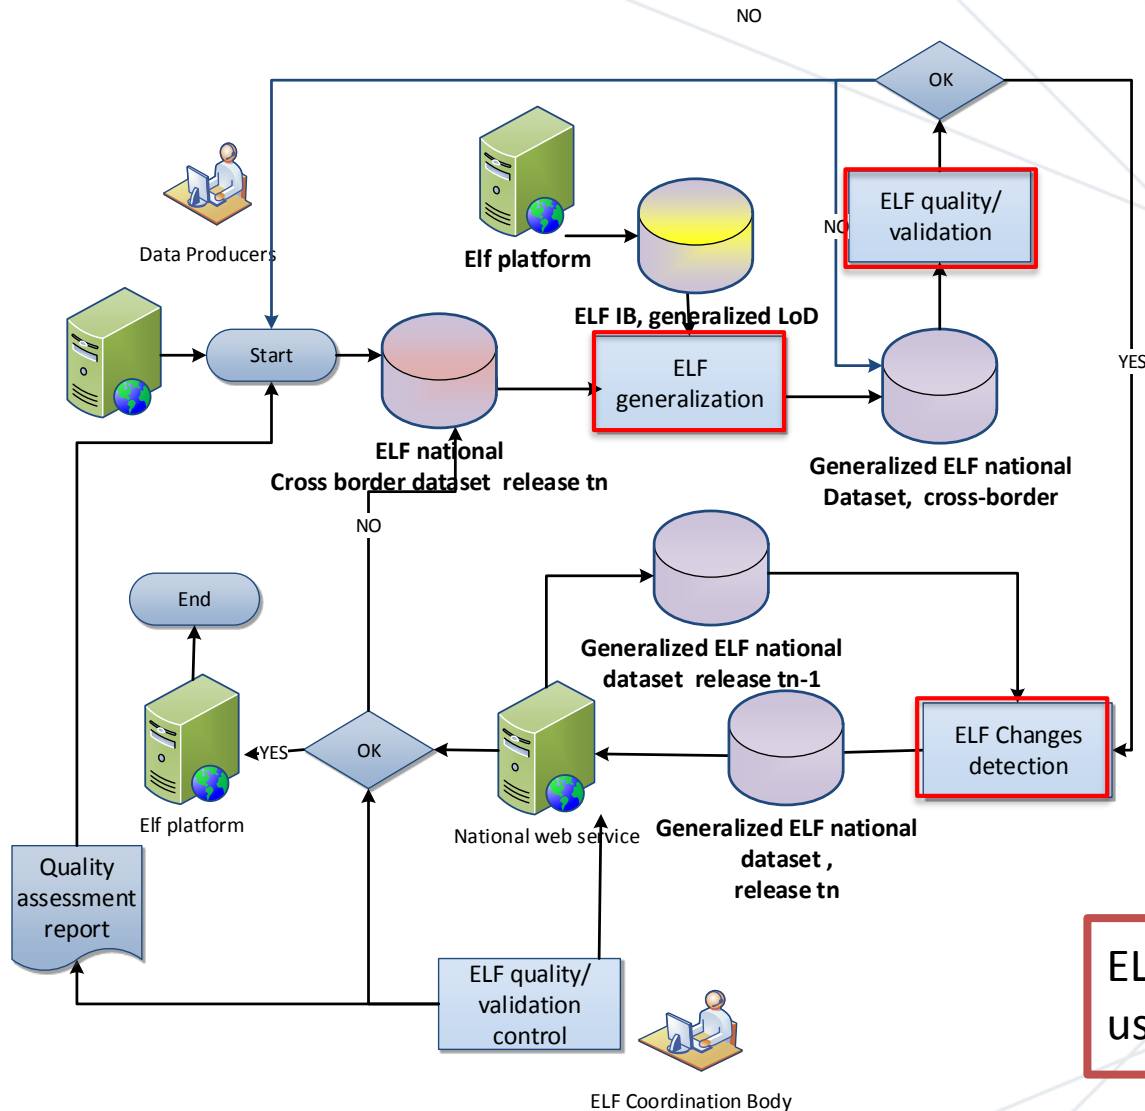 NO
OK
Data Producers
ELF quality/
validation
NO
Elf platform
ELF IB, generalized LoD
Start
ELF
generalization
YES
ELF national
Cross border dataset release tn
Generalized ELF national
Dataset, cross-border
NO
End
Generalized ELF national
dataset release tn-1
OK
YES
ELF Changes
detection
Elf platform
National web service
Generalized ELF national
dataset ,
release tn
Quality
assessment
report
ELF quality/
validation
control
EL
us
ELF Coordination Body